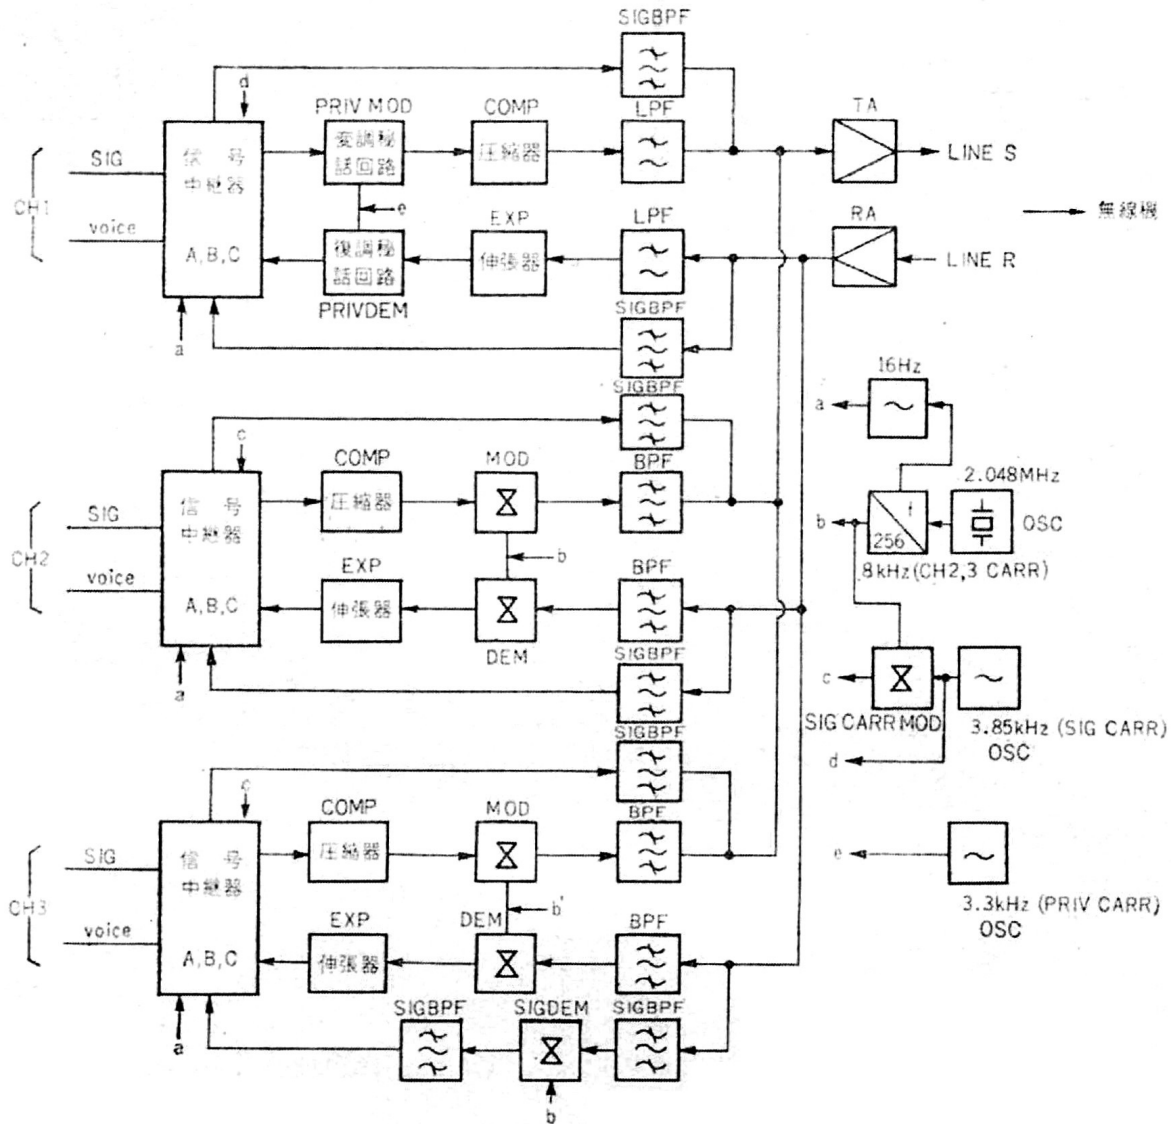 SIGBPF
d
PRIV MOD
COMP
LPF
TA
CH1
SIG
voice
信号
中継器
A,B,C
変調秘
話回路
圧縮器
LINE S
e
EXP
LPF
RA
無線機
復調秘
話回路
伸張器
LINE R
PRIVDEM
SIGBPF
a
SIGBPF
16Hz
a
c
COMP
MOD
BPF
2.048MHz
CH2
SIG
voice
信号
中継器
A,B,C
圧縮器
b
f
256
OSC
b
EXP
BPF
8kHz(CH2,3 CARR)
伸張器
DEM
SIGBPF
a
c
SIG CARR MOD
3.85kHz (SIG CARR)
OSC
d
SIGBPF
c
COMP
MOD
BPF
CH3
SIG
voice
信号
中継器
A,B,C
圧縮器
e
b'
3.3kHz (PRIV CARR)
OSC
EXP
DEM
BPF
伸張器
SIGBPF
SIGDEM
SIGBPF
a
b